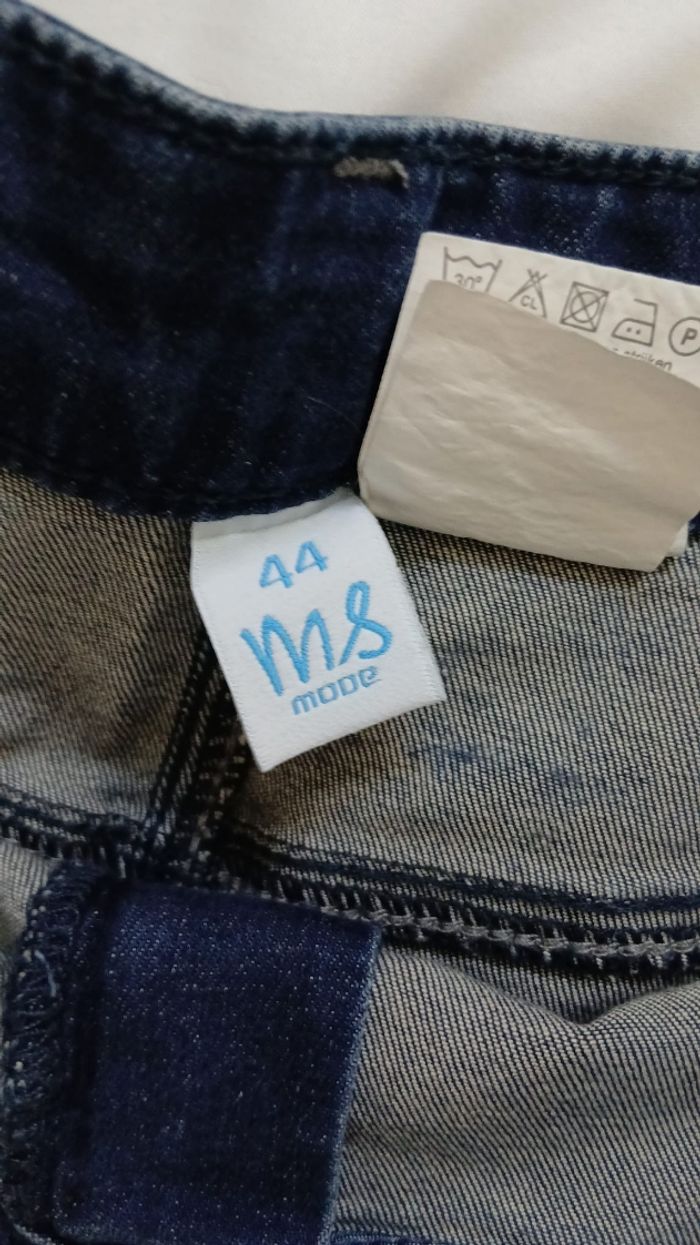 30°
CL
P
strijken
44
ms
mode